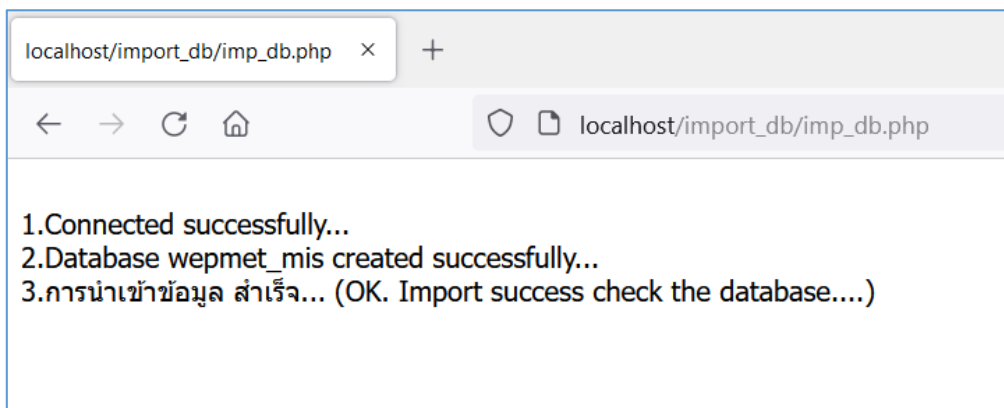 localhost/import_db/imp_db.php
localhost/import_db/imp_db.php
1.Connected successfully...
2.Database wepmet_mis created successfully...
3.การนำเข้าข้อมูล สำเร็จ... (OK. Import success check the database....)